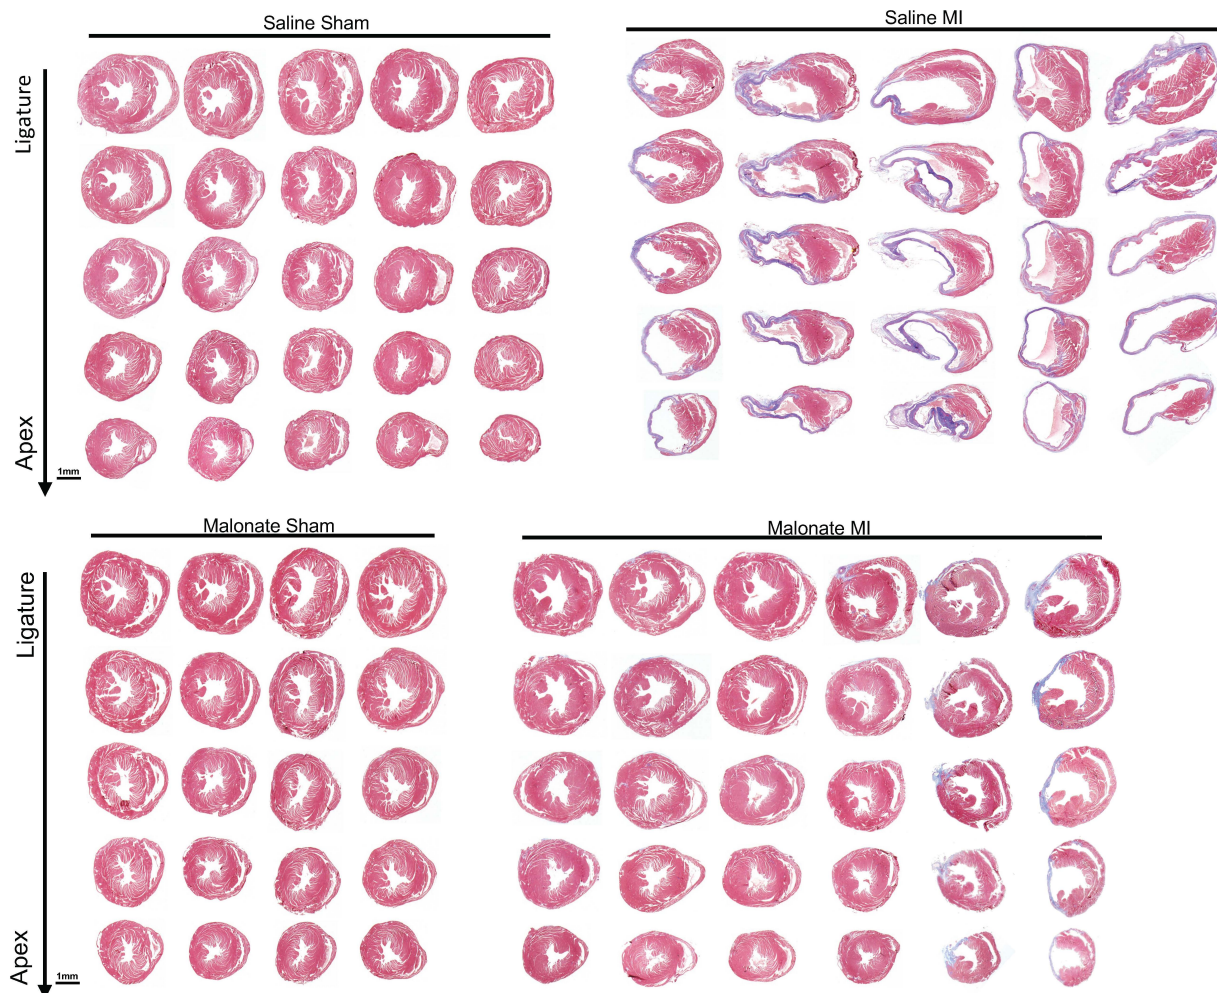 Saline Sham
Saline MI
Ligature
Apex
1mm
Malonate Sham
Malonate MI
Ligature
Apex
1mm